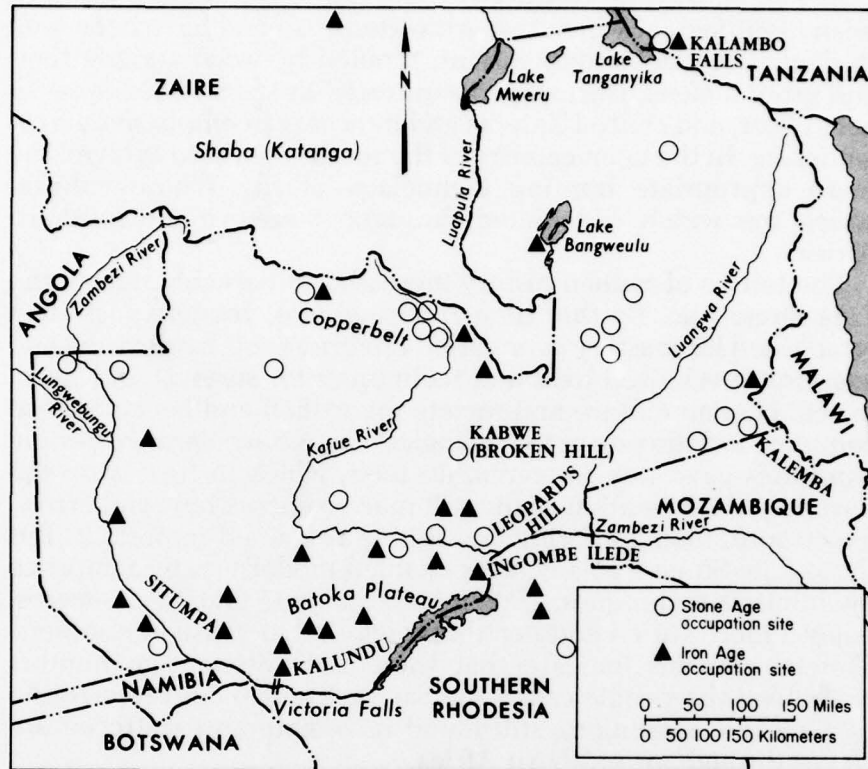 ZAIRE
Shaba (Katanga)
N
Lake
Mweru
Lake
Tanganyika
KALAMBO
FALLS
TANZANIA
Luapula River
Lake
Bangweulu
ANGOLA
Zambezi River
Copperbelt
Luangwa River
MALAWI
Lungwebungu
River
Kafue River
KABWE
(BROKEN HILL)
LEOPARDS
HILL
KALEMBA
MOZAMBIQUE
Zambezi River
INGOMBE ILEDE
SITUMPA
Batoka Plateau
KALUNDU
NAMIBIA
Victoria Falls
SOUTHERN
RHODESIA
BOTSWANA
Stone Age
occupation site
Iron Age
occupation site
0 50 100 150 Miles
0 50 100 150 Kilometers